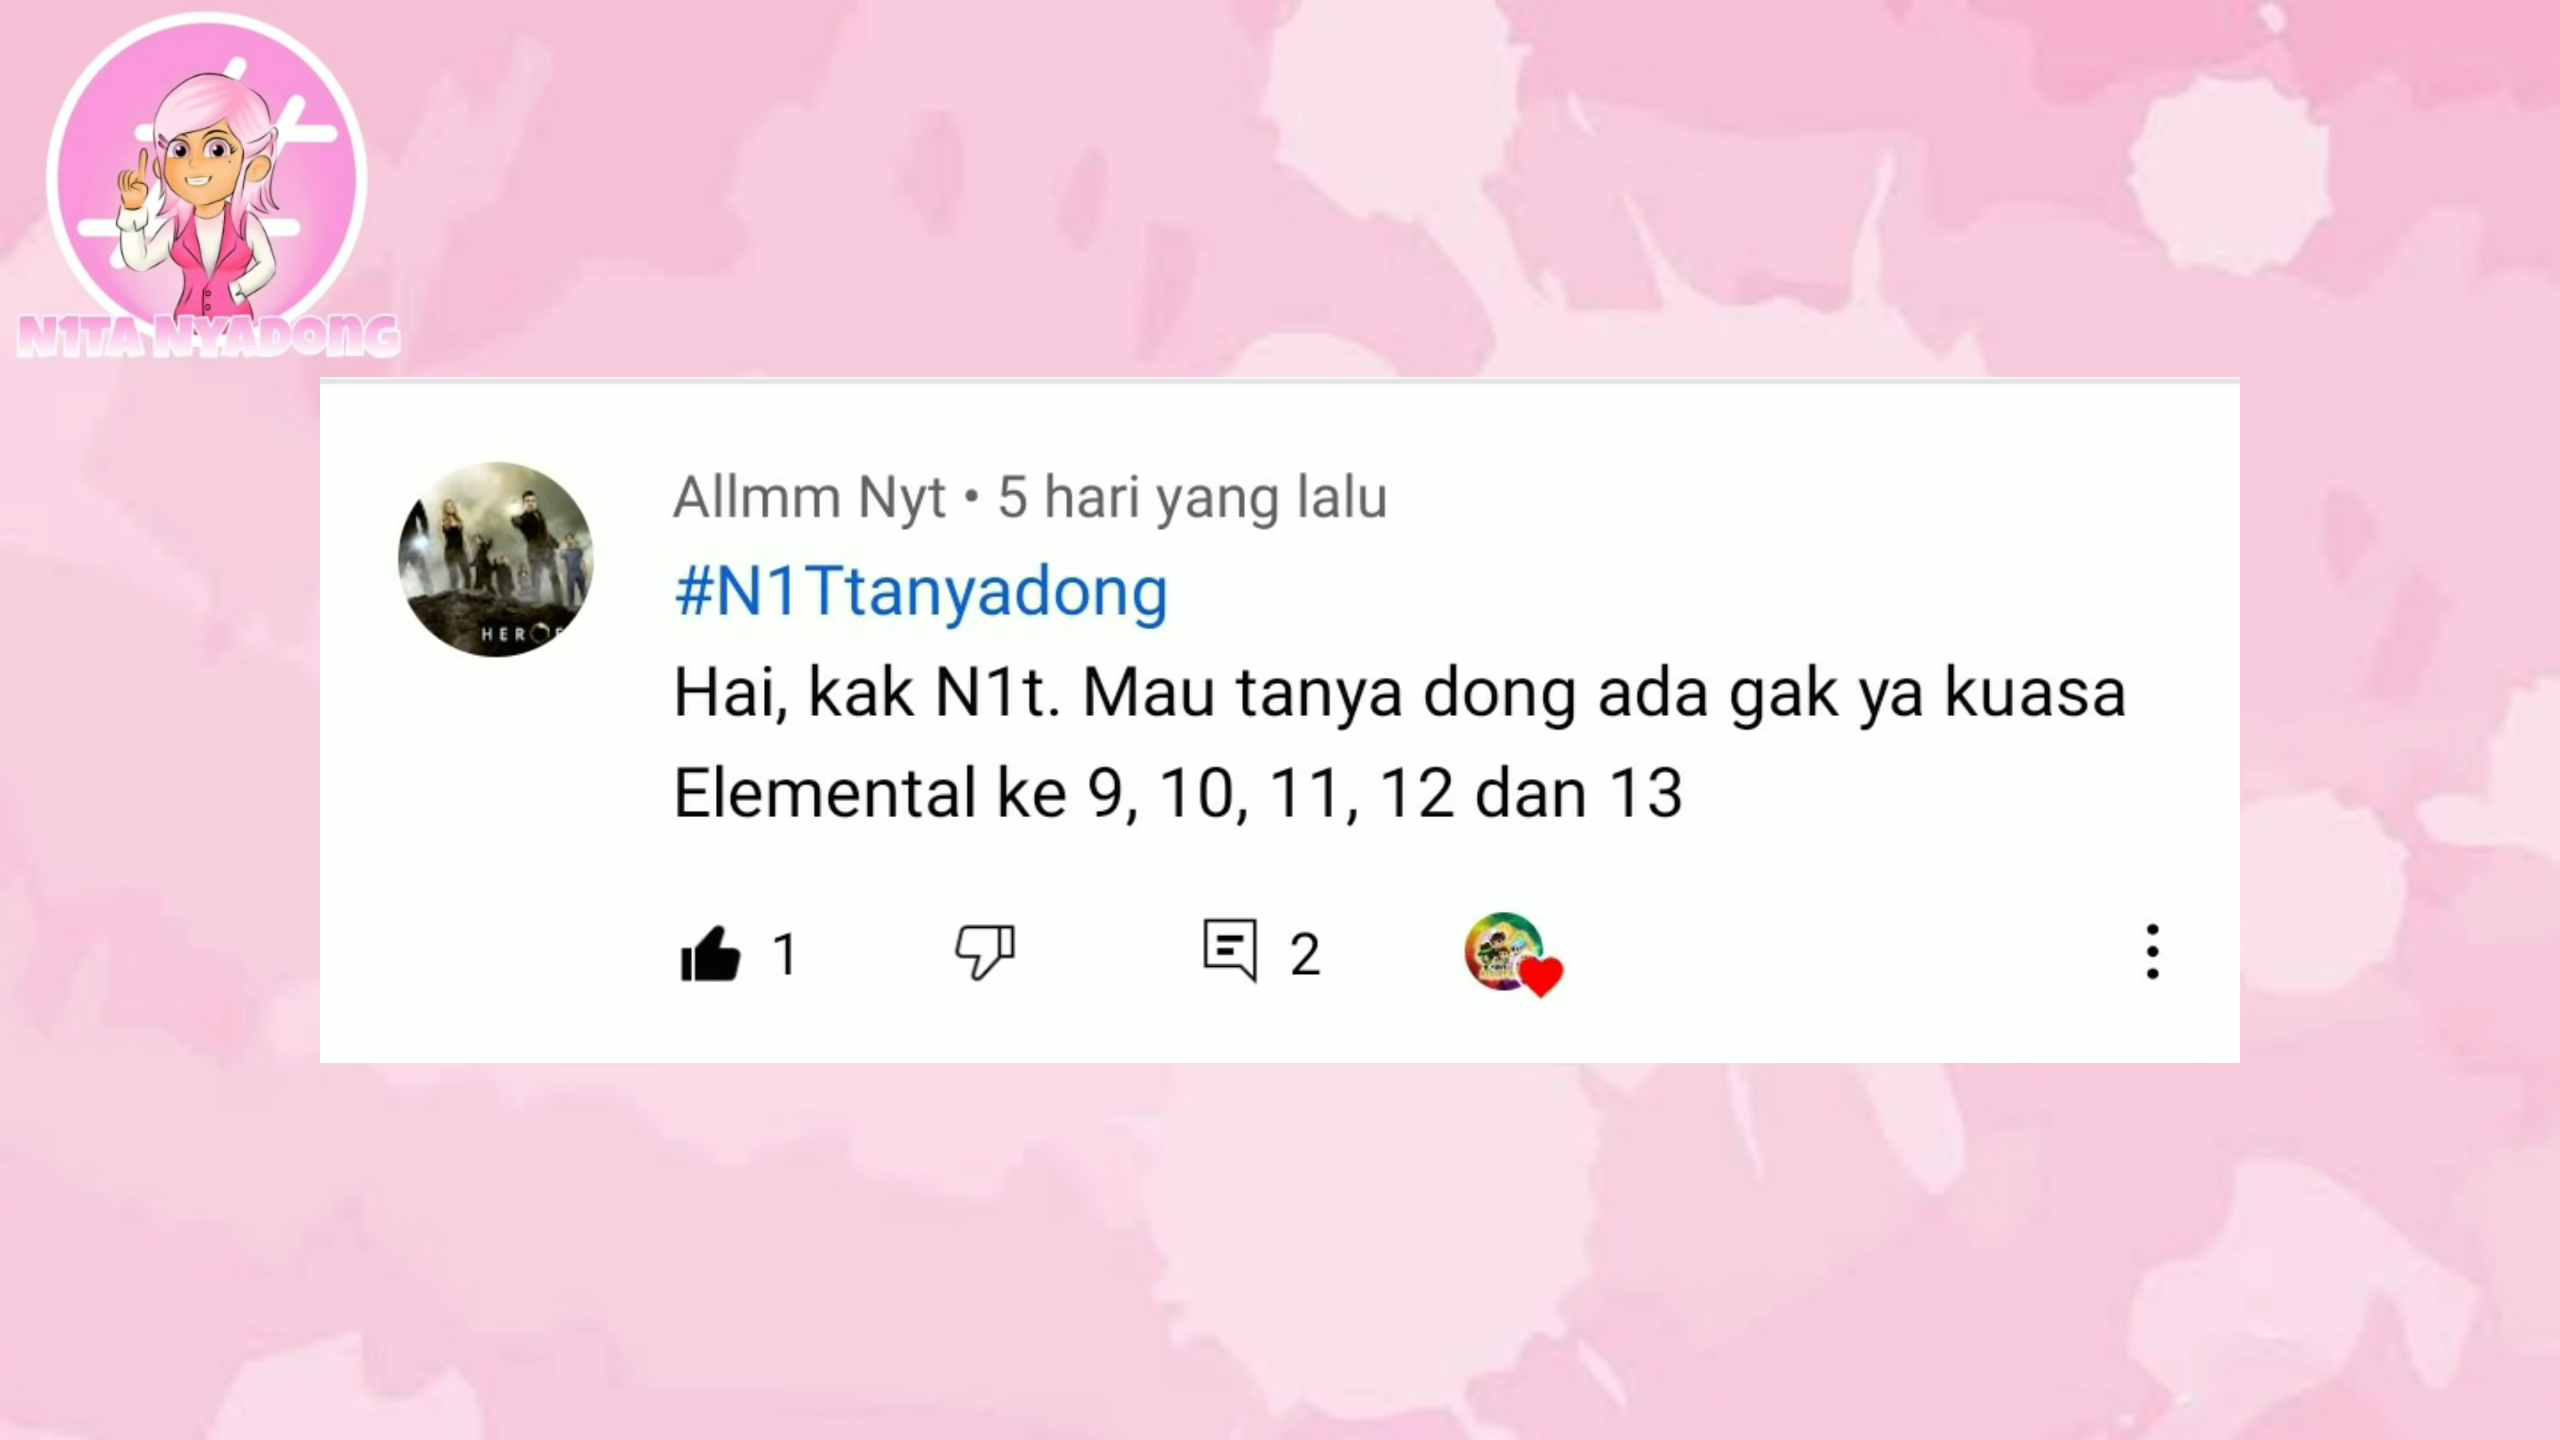 N1TA NYADONG
Allmm Nyt • 5 hari yang lalu
#N1Ttanyadong
Hai, kak N1t. Mau tanya dong ada gak ya kuasa
Elemental ke 9, 10, 11, 12 dan 13
HEROES
1
2